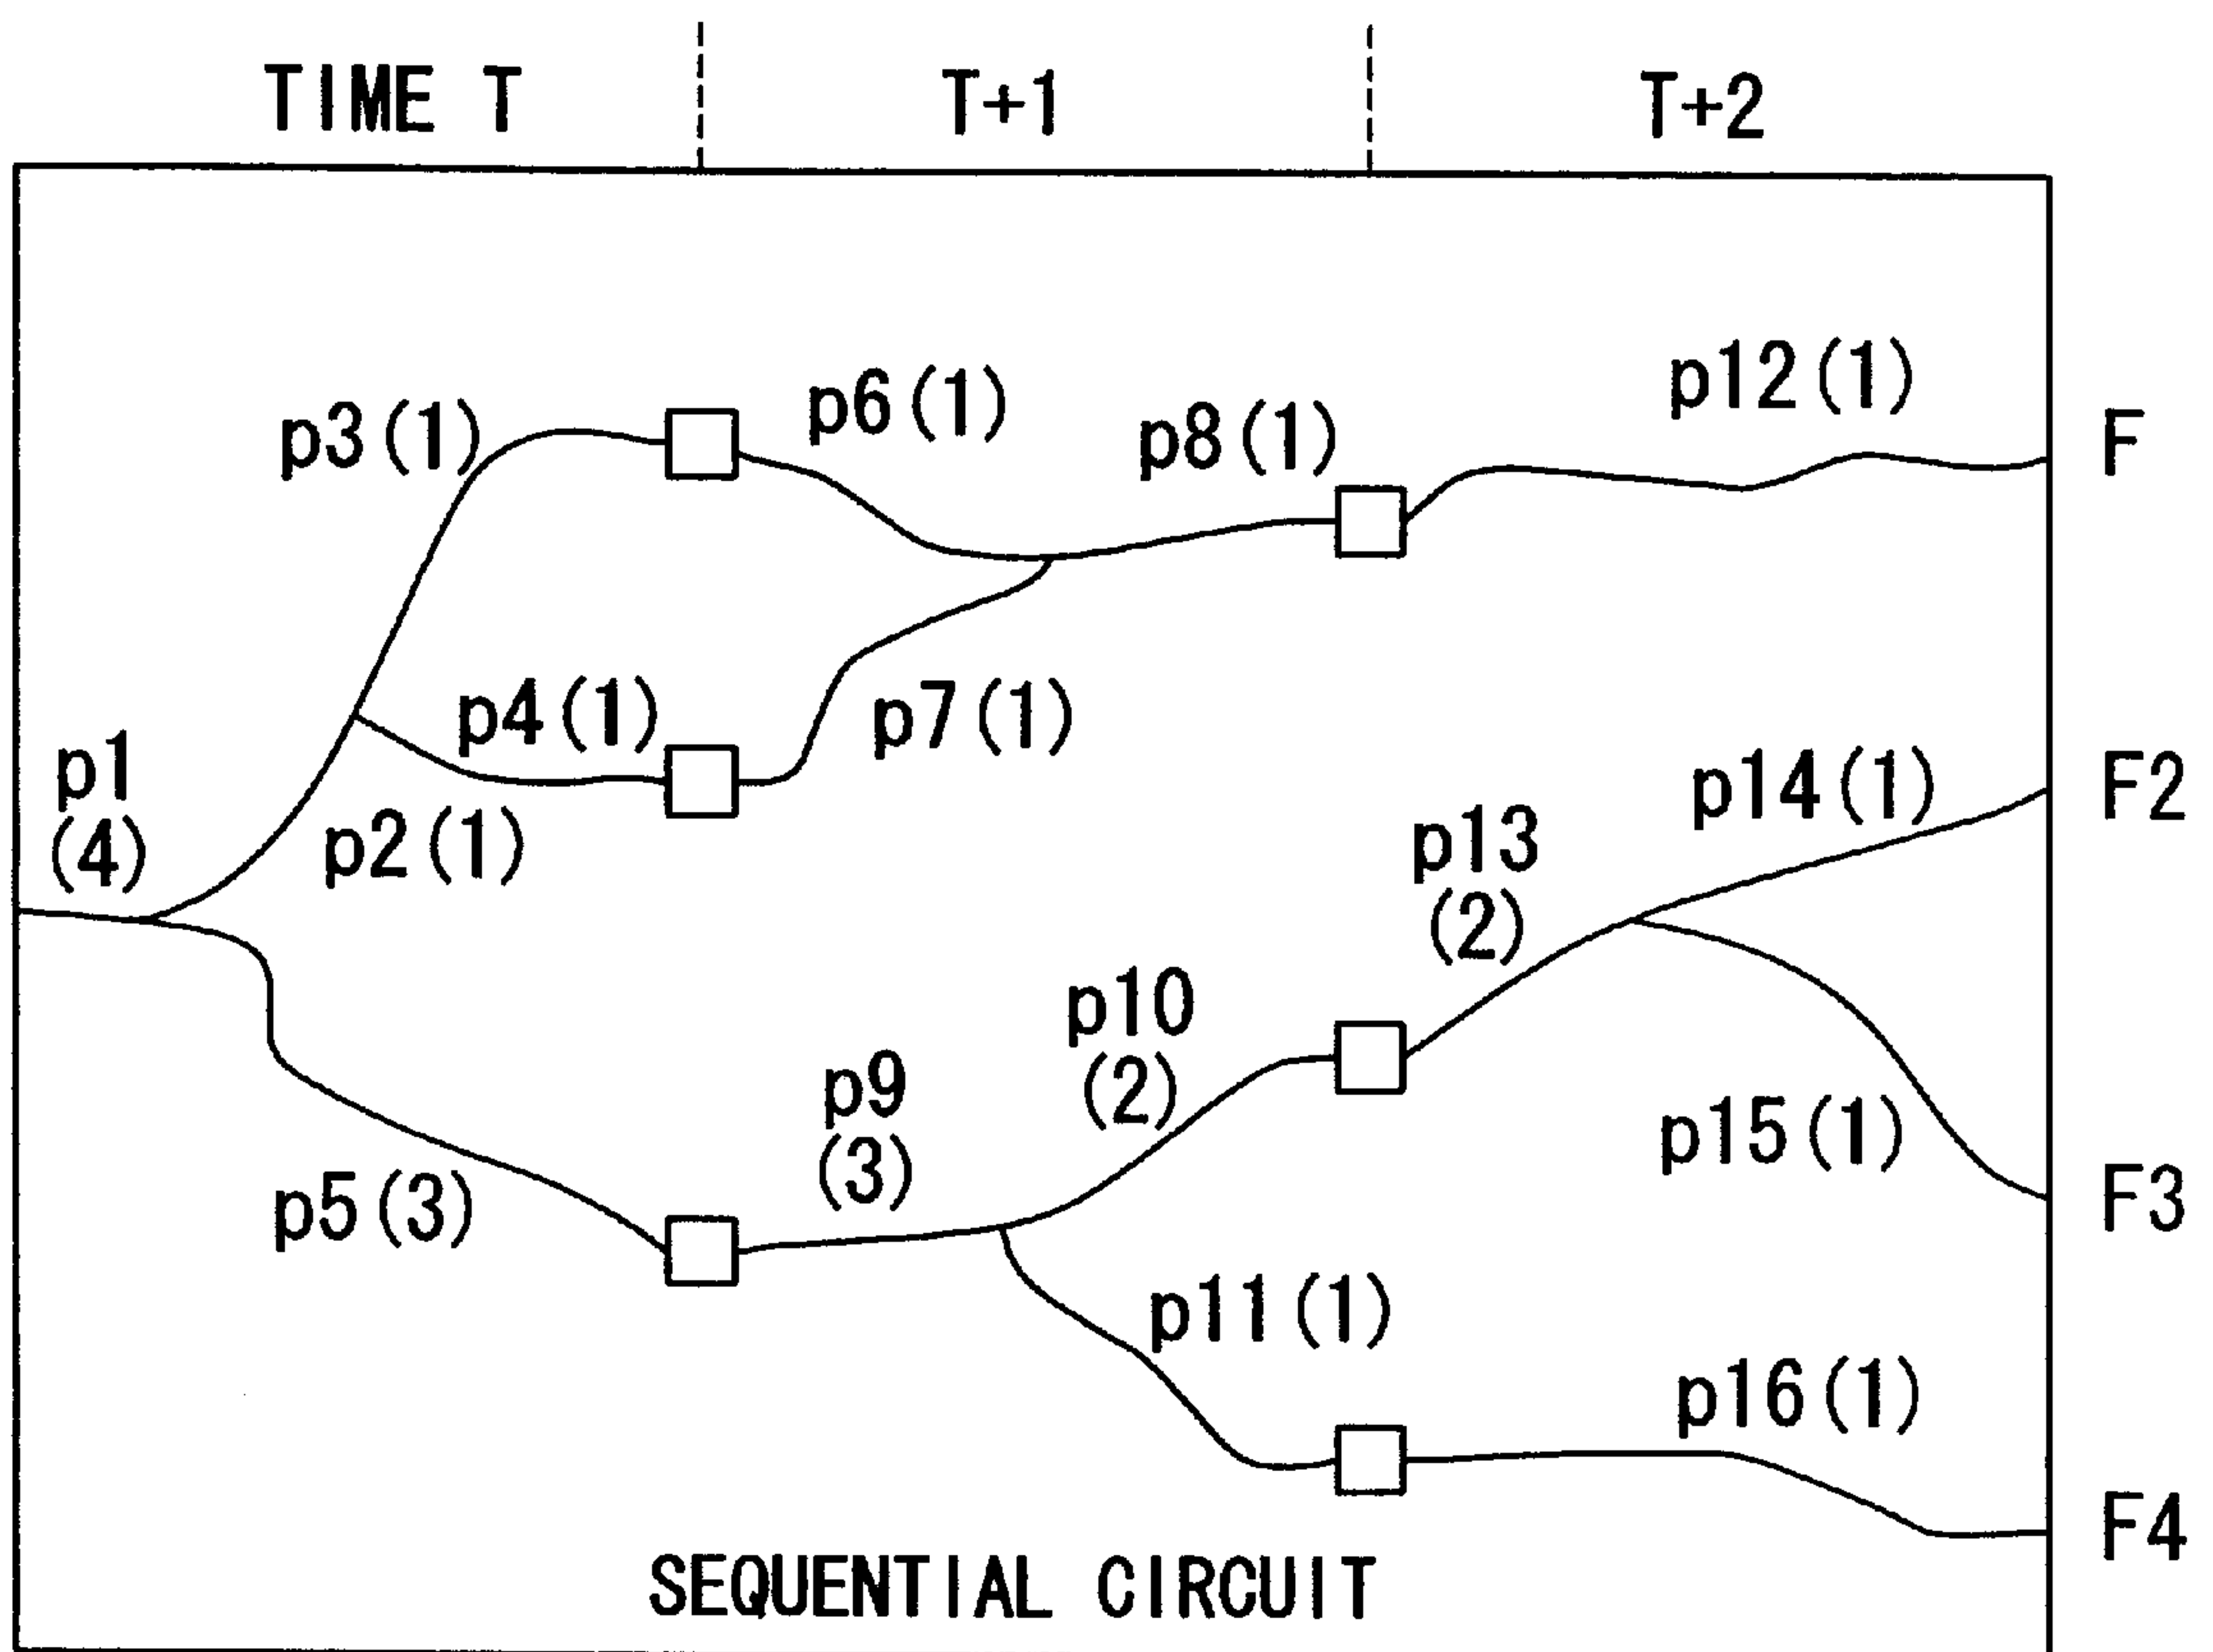 TIME T
T+1
T+2
p12(1)
p6(1)
p3(1)
p8(1)
F
p4(1)
p7(1)
p1
(4)
p14(1)
F2
p2(1)
p13
(2)
p10
(2)
p9
(3)
p15(1)
F3
p5(3)
p11(1)
p16(1)
F4
SEQUENTIAL CIRCUIT